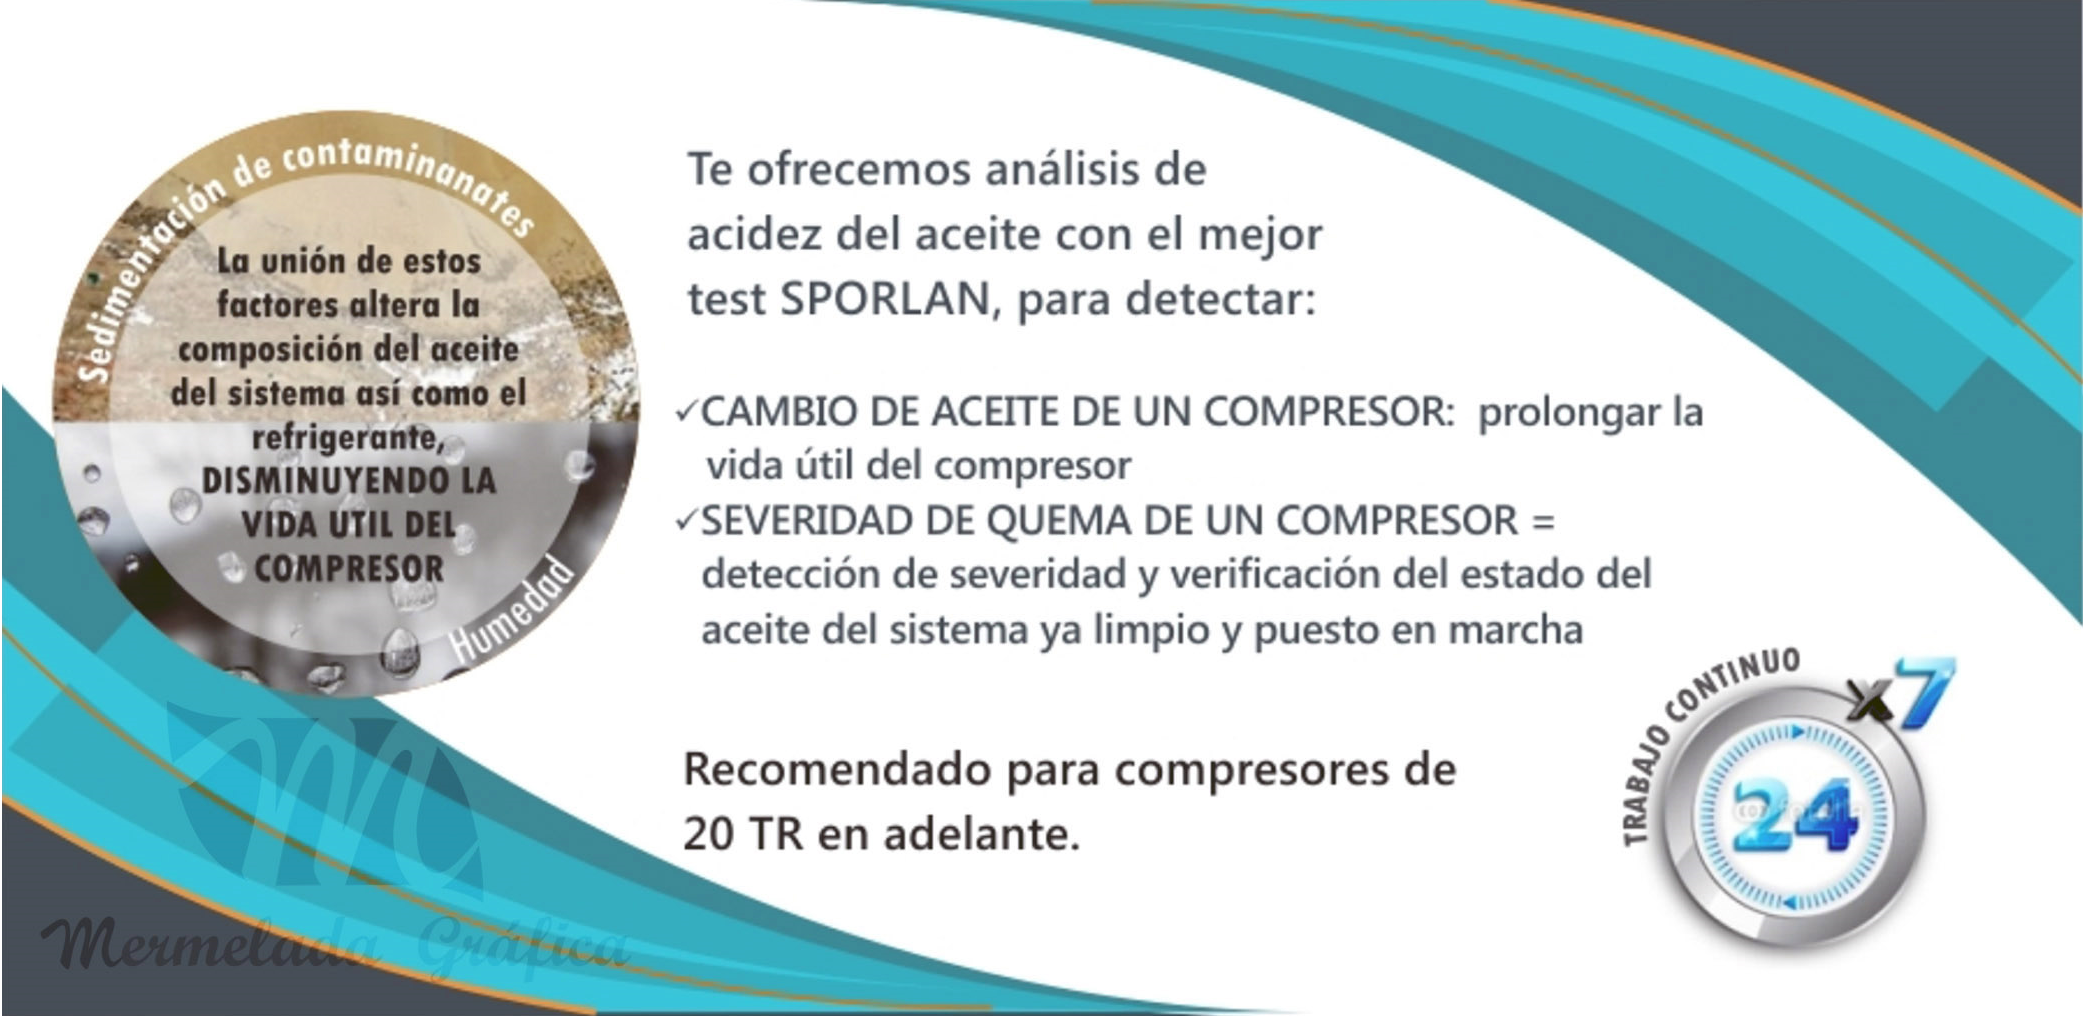 Sedimentación de contaminanates
La unión de estos
factores altera la
composición del aceite
del sistema así como el
refrigerante,
DISMINUYENDO LA
VIDA UTIL DEL
COMPRESOR
Humedad
Te ofrecemos análisis de
acidez del aceite con el mejor
test SPORLAN, para detectar:
✓CAMBIO DE ACEITE DE UN COMPRESOR: prolongar la
vida útil del compresor
✓SEVERIDAD DE QUEMA DE UN COMPRESOR =
detección de severidad y verificación del estado del
aceite del sistema ya limpio y puesto en marcha
Recomendado para compresores de
20 TR en adelante.
TRABAJO CONTINUO
x7
24
Mermelada Gráfica